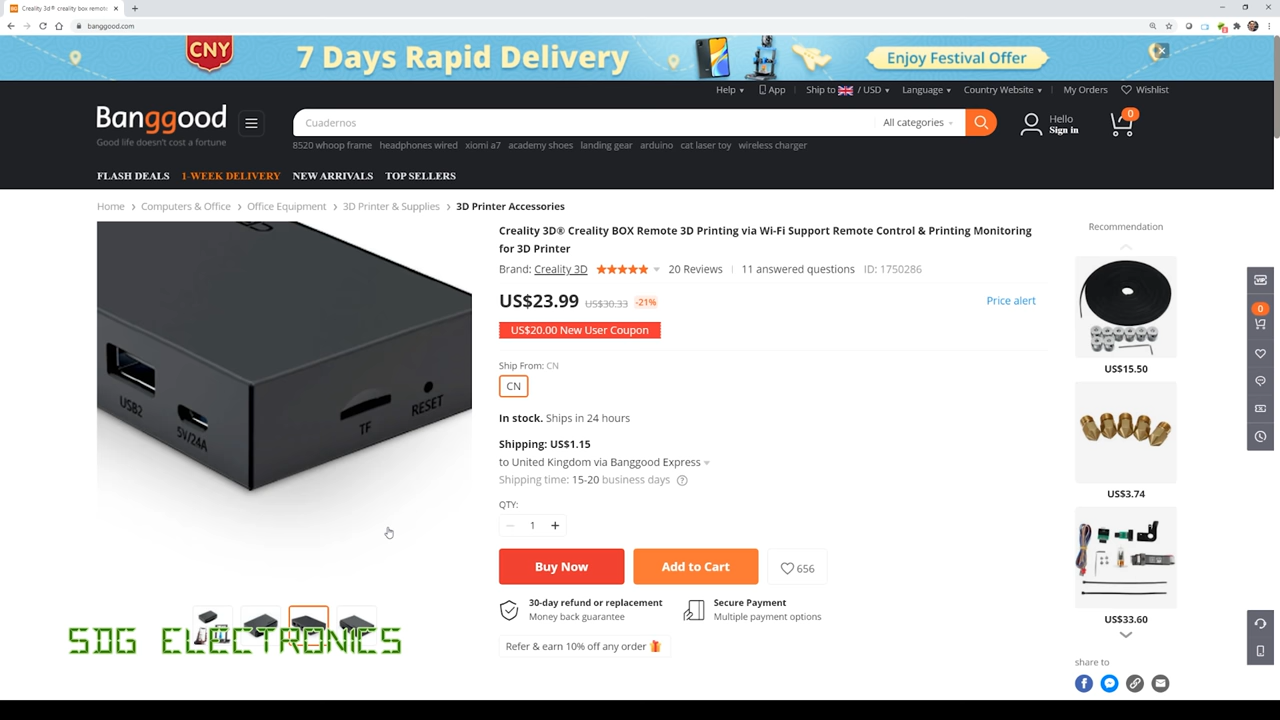 Creality 3d® creality box remote
banggood.com
CNY
7 Days Rapid Delivery
Enjoy Festival Offer
Help
App
Ship to / USD
Language
Country Website
My Orders
Wishlist
Banggood
Good life doesn't cost a fortune
Cuadernos
All categories
Hello
Sign in
0
8520 whoop frame headphones wired xiomi a7 academy shoes landing gear arduino cat laser toy wireless charger
FLASH DEALS 1-WEEK DELIVERY NEW ARRIVALS TOP SELLERS
Home > Computers & Office > Office Equipment > 3D Printer & Supplies > 3D Printer Accessories
USB2
5V/24A
TF
RESET
Creality 3D® Creality BOX Remote 3D Printing via Wi-Fi Support Remote Control & Printing Monitoring
for 3D Printer
Brand: Creality 3D 20 Reviews 11 answered questions ID: 1750286
US$23.99 US$30.33 -21%
Price alert
US$20.00 New User Coupon
Ship From: CN
CN
In stock. Ships in 24 hours
Shipping: US$1.15
to United Kingdom via Banggood Express
Shipping time: 15-20 business days
QTY:
1
Buy Now
Add to Cart
656
30-day refund or replacement
Money back guarantee
Secure Payment
Multiple payment options
Refer & earn 10% off any order
Recommendation
US$15.50
US$3.74
US$33.60
share to
0
SDG ELECTRONICS